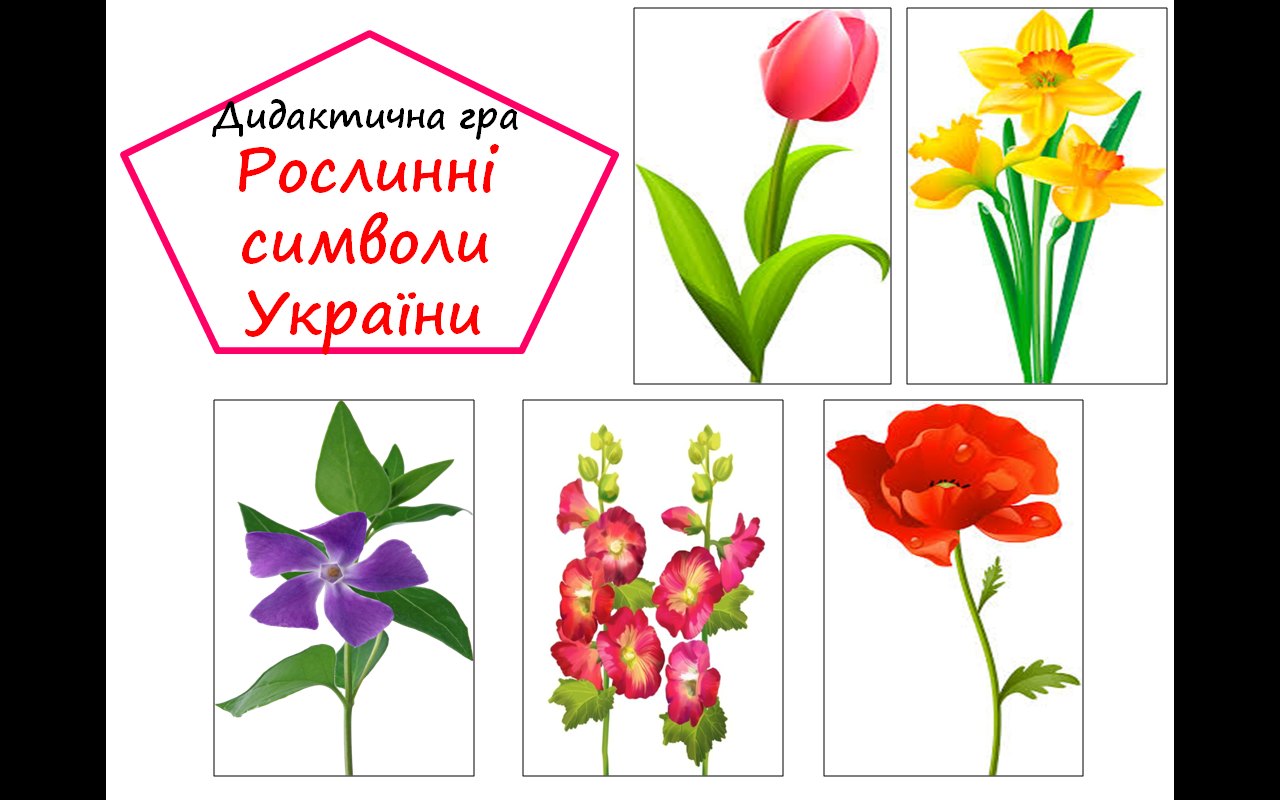 Дидактична гра
Рослинні
символи
України